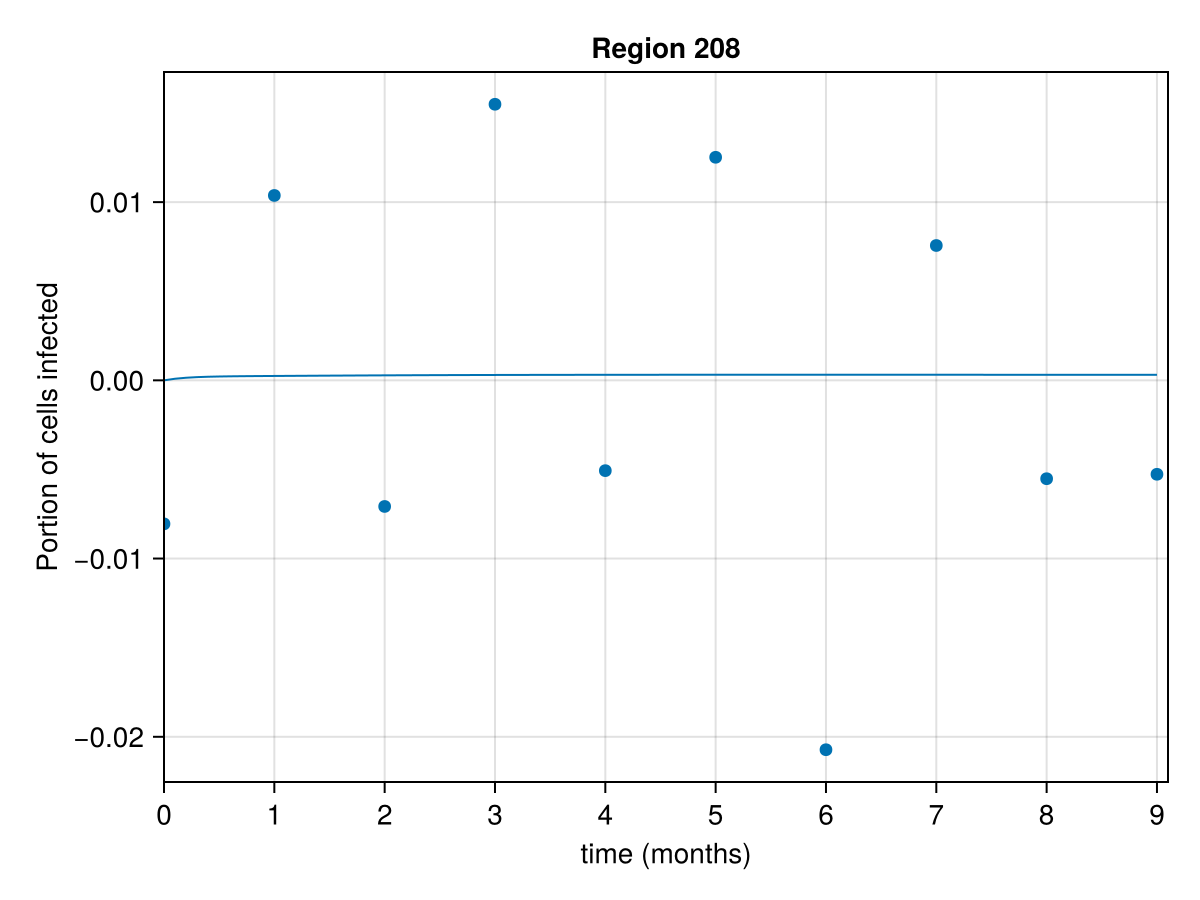 Region 208
Portion of cells infected
0.01
0.00
−0.01
−0.02
0 1 2 3 4 5 6 7 8 9
time (months)